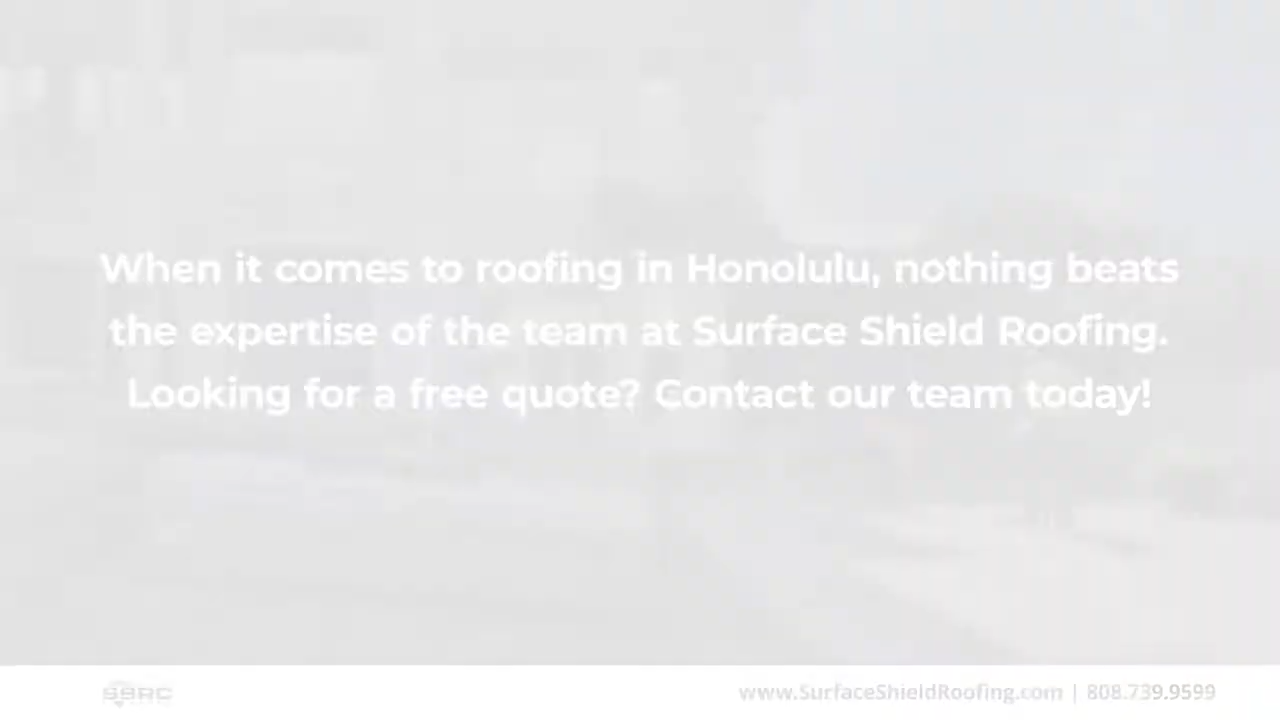 When it comes to roofing in Honolulu, nothing beats
the expertise of the team at Surface Shield Roofing.
Looking for a free quote? Contact our team today!
www.SurfaceShieldRoofing.com | 808.739.9599